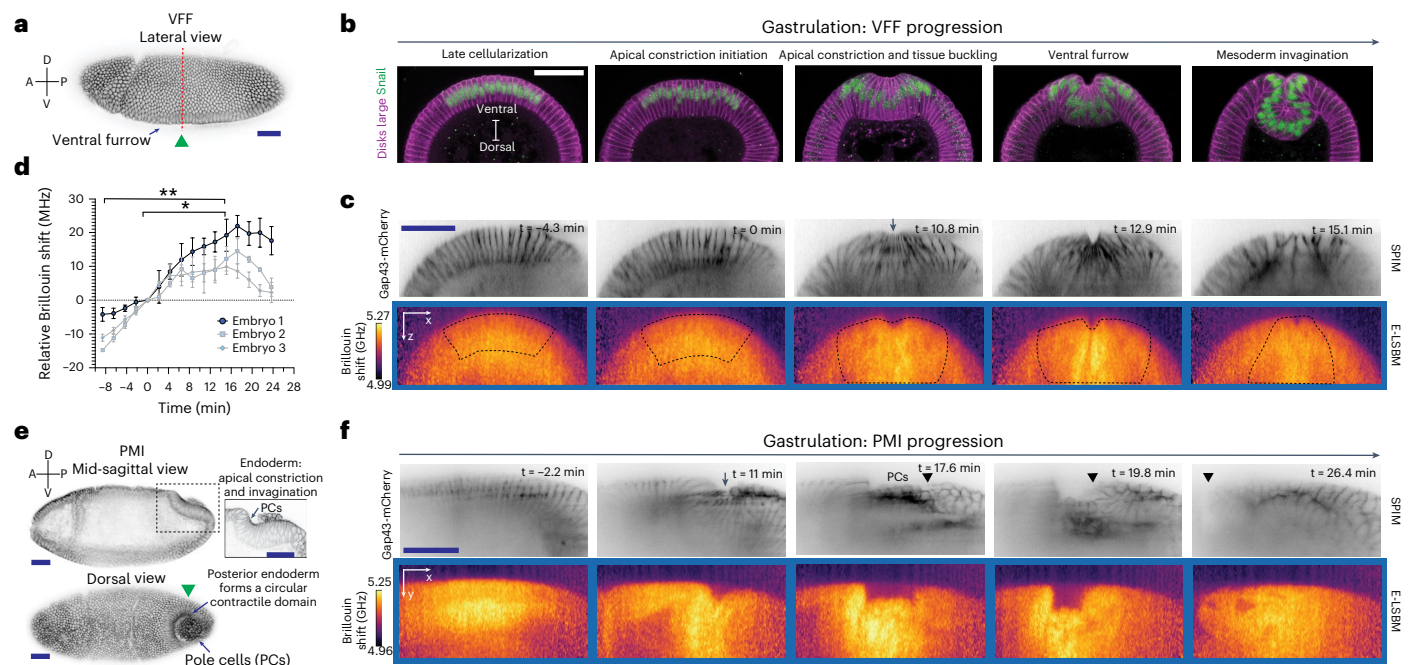 a
VFF
Lateral view
D
A
P
V
Ventral furrow
b
Gastrulation: VFF progression
Late cellularization
Apical constriction initiation
Apical constriction and tissue buckling
Ventral furrow
Mesoderm invagination
Disks large Snail
Ventral
Dorsal
c
Gap43-mCherry
t = −4.3 min
t = 0 min
t = 10.8 min
t = 12.9 min
t = 15.1 min
SPIM
Brillouin
shift (GHz)
5.27
4.99
x
z
E-LSBM
d
Relative Brillouin shift (MHz)
30
20
10
0
−10
−20
**
*
Embryo 1
Embryo 2
Embryo 3
−8
−4
0
4
8
12
16
20
24
28
Time (min)
e
PMI
Mid-sagittal view
D
A
P
V
Endoderm:
apical constriction
and invagination
PCs
Dorsal view
Posterior endoderm
forms a circular
contractile domain
Pole cells (PCs)
f
Gastrulation: PMI progression
Gap43-mCherry
t = −2.2 min
t = 11 min
PCs
t = 17.6 min
t = 19.8 min
t = 26.4 min
SPIM
Brillouin
shift (GHz)
5.25
4.96
x
y
E-LSBM